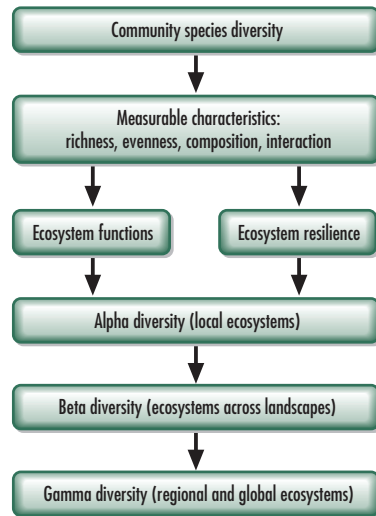 Community species diversity
Measurable characteristics:
richness, evenness, composition, interaction
Ecosystem functions
Ecosystem resilience
Alpha diversity (local ecosystems)
Beta diversity (ecosystems across landscapes)
Gamma diversity (regional and global ecosystems)